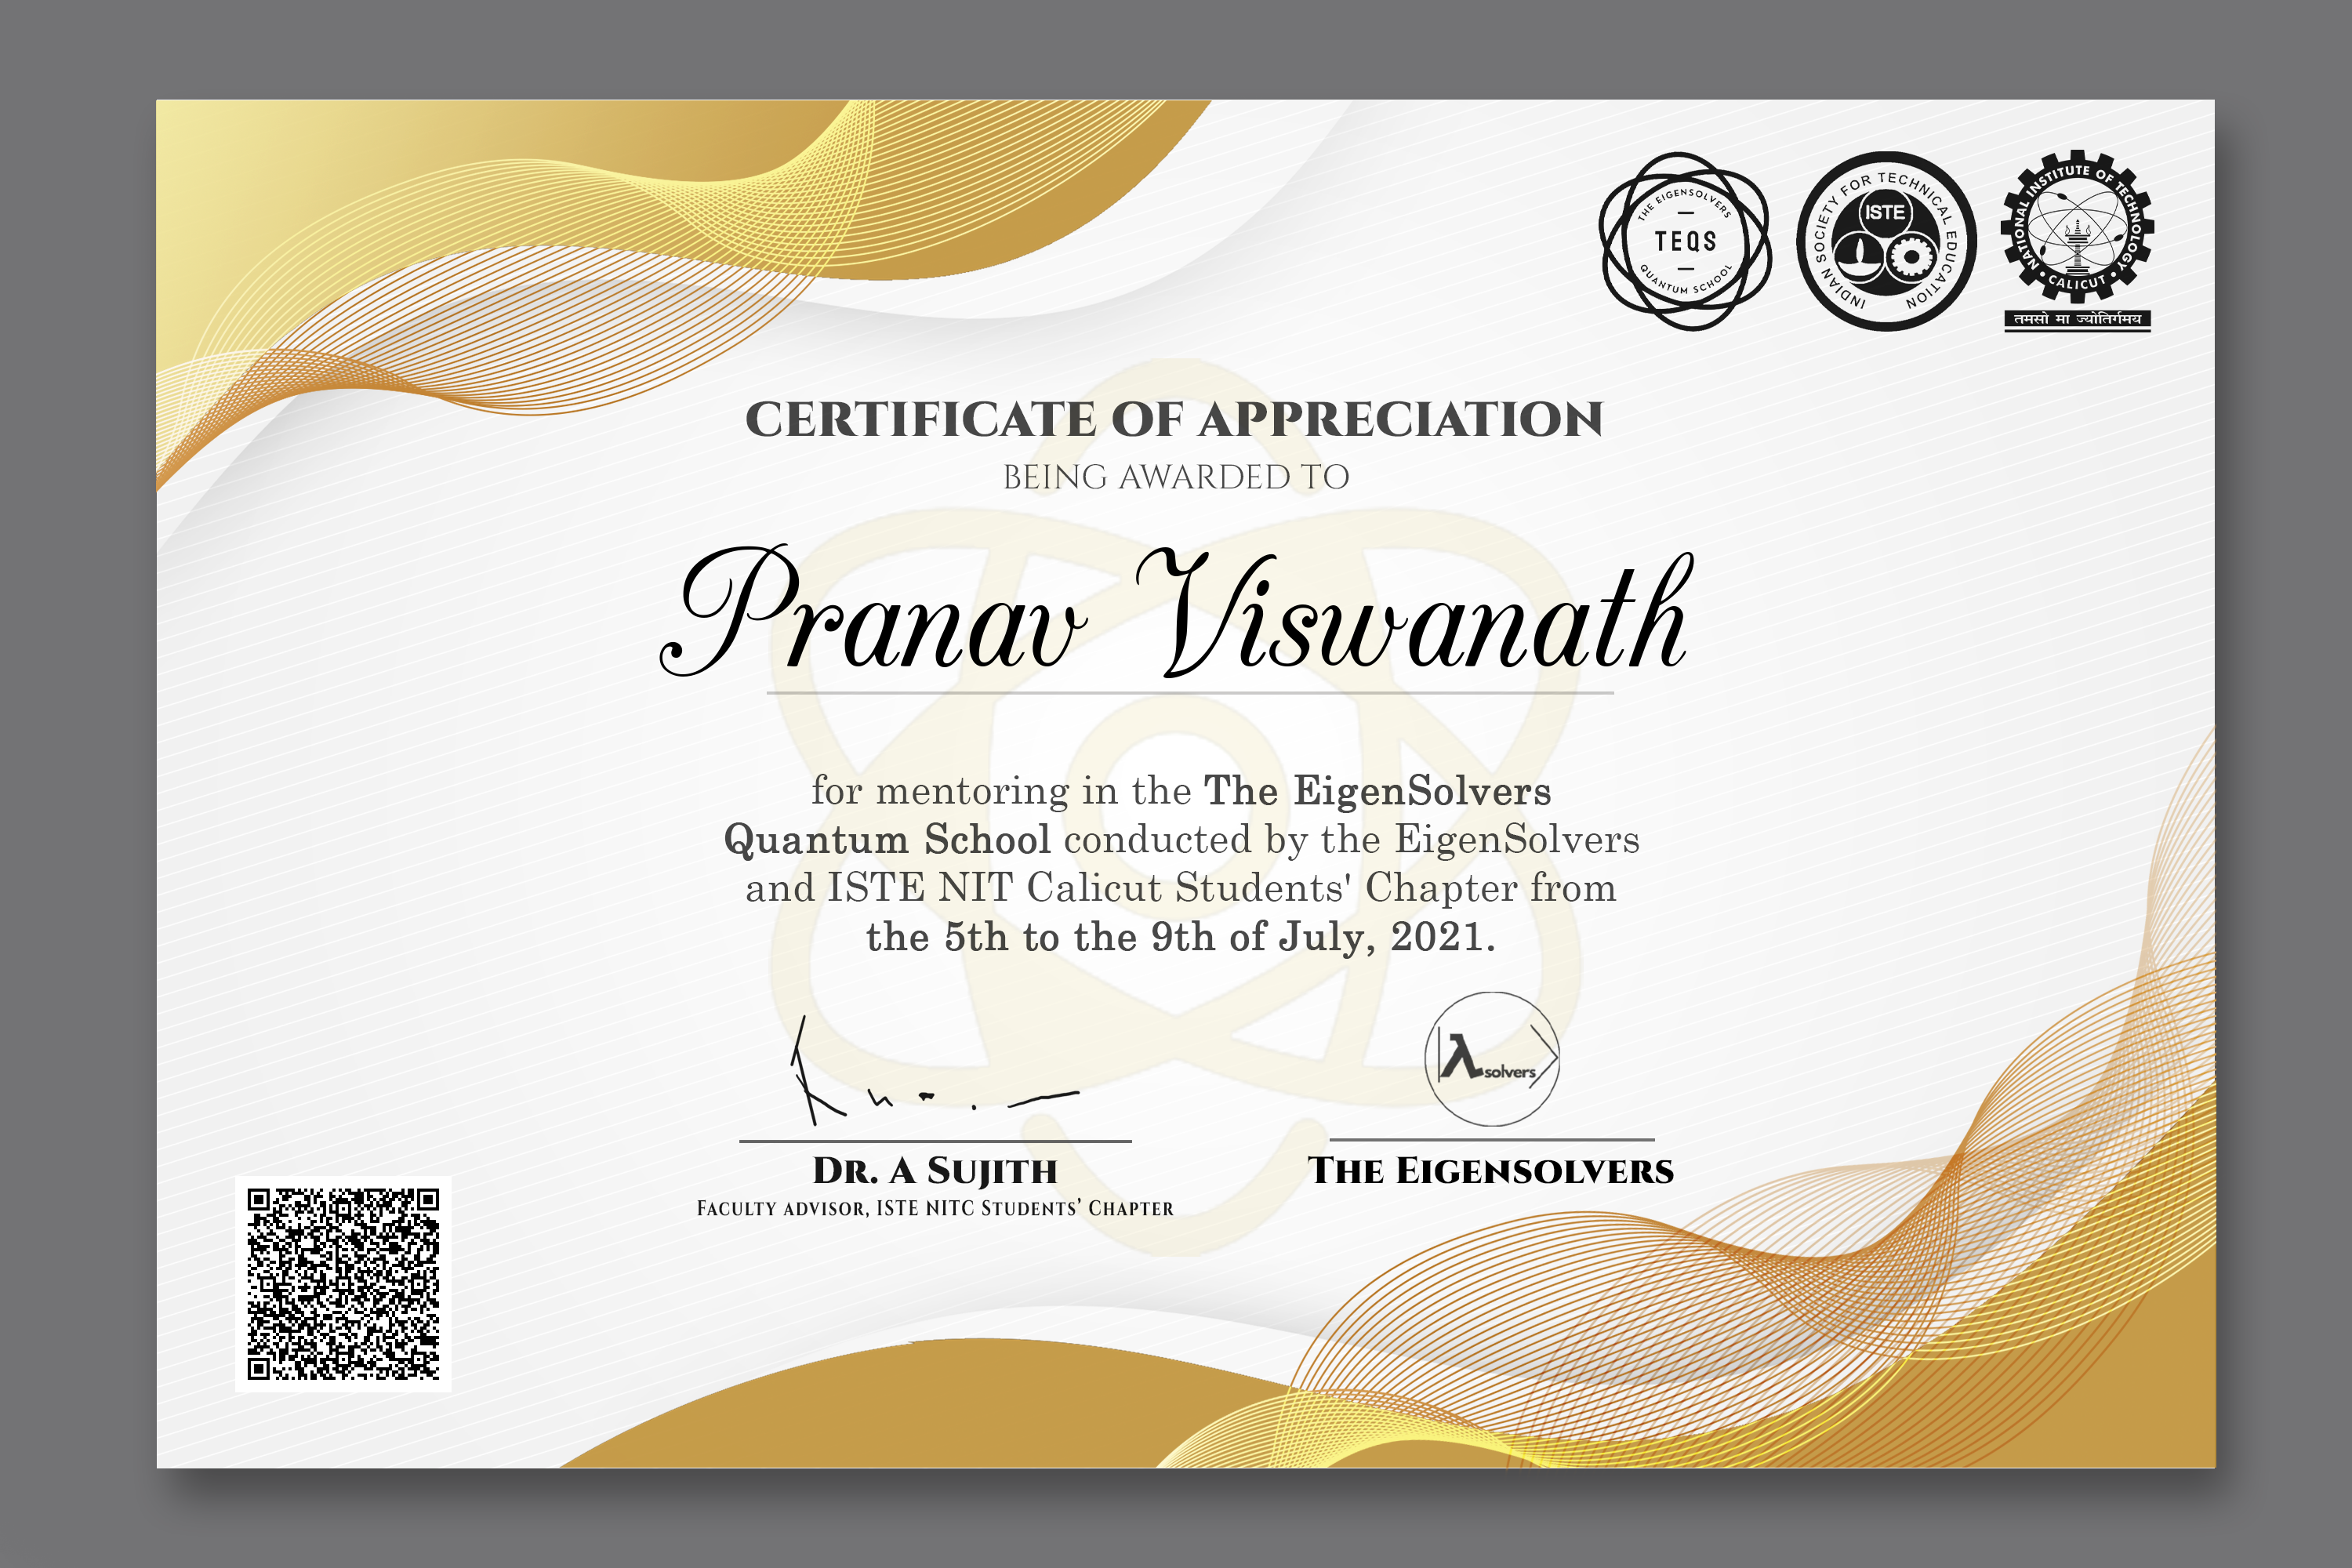 THE EIGENSOLVERS
TEQS
QUANTUM SCHOOL
INDIAN SOCIETY FOR TECHNICAL EDUCATION
ISTE
NATIONAL INSTITUTE OF TECHNOLOGY
CALICUT
तमसो मा ज्योतिर्गमय
CERTIFICATE OF APPRECIATION
BEING AWARDED TO
Pranav Viswanath
for mentoring in the The EigenSolvers
Quantum School conducted by the EigenSolvers
and ISTE NIT Calicut Students' Chapter from
the 5th to the 9th of July, 2021.
λ solvers
DR. A SUJITH
FACULTY ADVISOR, ISTE NITC STUDENTS’ CHAPTER
THE EIGENSOLVERS